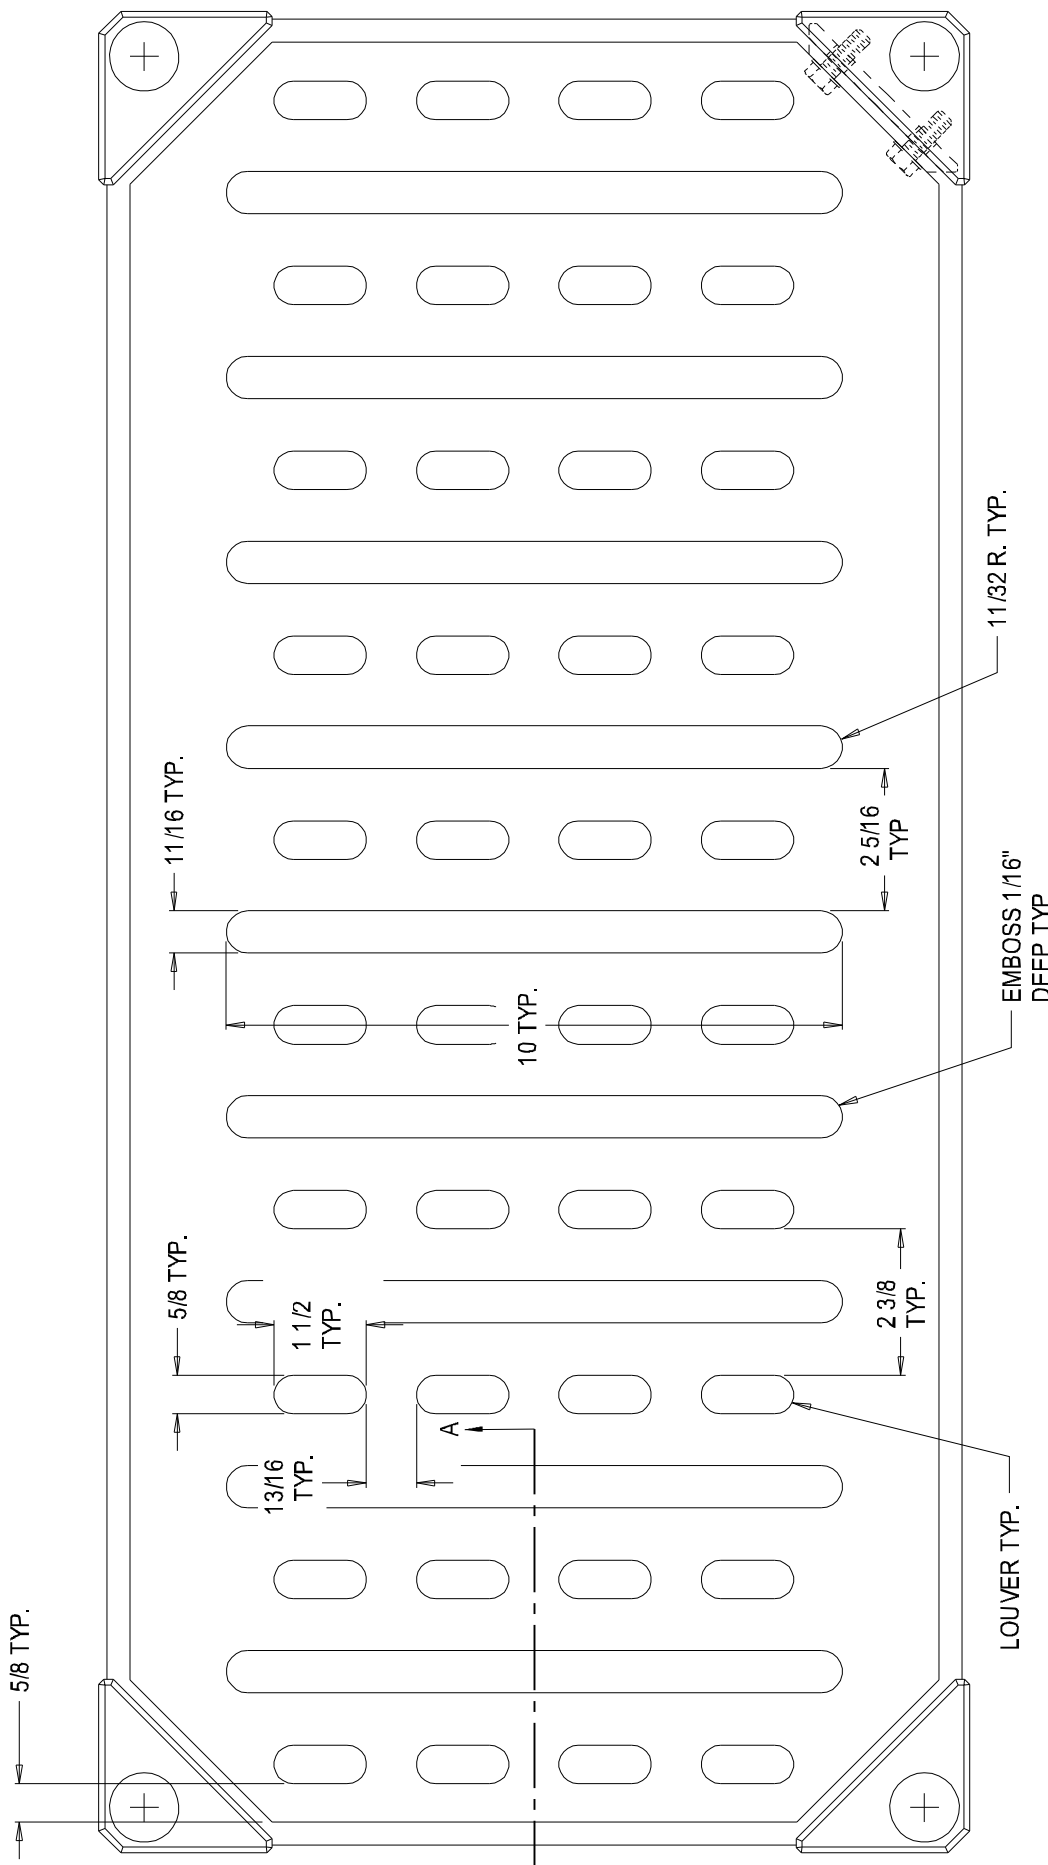 5/8 TYP.
LOUVER TYP.
13/16
TYP.
A
5/8 TYP.
1 1/2
TYP.
2 3/8
TYP.
10 TYP.
EMBOSS 1/16"
DEEP TYP
11/16 TYP.
2 5/16
TYP
11/32 R. TYP.